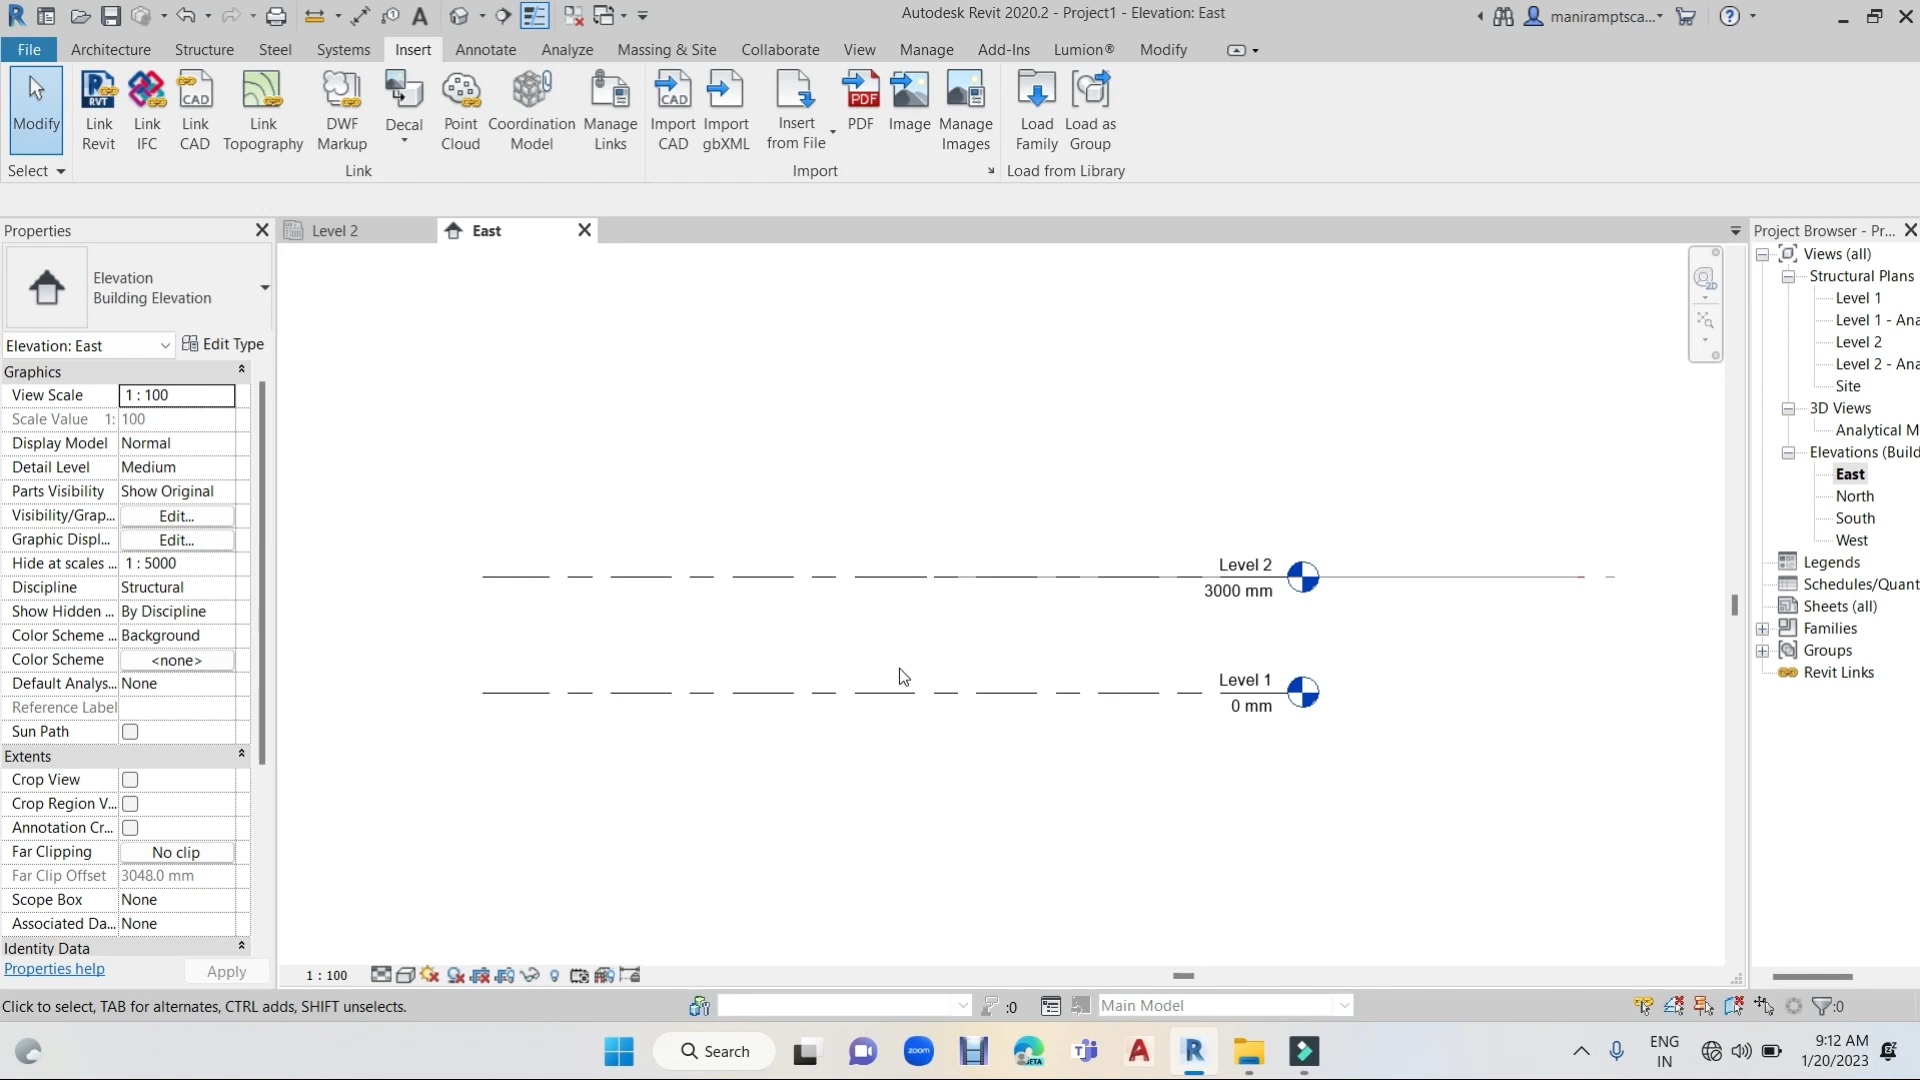 Autodesk Revit 2020.2 - Project1 - Elevation: East
maniramptsca...
File Architecture Structure Steel Systems Insert Annotate Analyze Massing & Site Collaborate View Manage Add-Ins Lumion® Modify
Modify
Link Revit
Link IFC
Link CAD
Link Topography
DWF Markup
Decal
Point Cloud
Coordination Model
Manage Links
Import CAD
Import gbXML
Insert from File
PDF
Image
Manage Images
Load Family
Load as Group
Select Link Import Load from Library
Properties
Level 2
East
Project Browser - Pr...
Elevation
Building Elevation
Elevation: East Edit Type
Graphics
View Scale 1 : 100
Scale Value 1: 100
Display Model Normal
Detail Level Medium
Parts Visibility Show Original
Visibility/Grap... Edit...
Graphic Displ... Edit...
Hide at scales ... 1 : 5000
Discipline Structural
Show Hidden ... By Discipline
Color Scheme ... Background
Color Scheme <none>
Default Analys... None
Reference Label
Sun Path
Extents
Crop View
Crop Region V...
Annotation Cr...
Far Clipping No clip
Far Clip Offset 3048.0 mm
Scope Box None
Associated Da... None
Identity Data
Properties help Apply
Level 2
3000 mm
Level 1
0 mm
2D
Views (all)
Structural Plans
Level 1
Level 1 - Ana
Level 2
Level 2 - Ana
Site
3D Views
Analytical M
Elevations (Build
East
North
South
West
Legends
Schedules/Quant
Sheets (all)
Families
Groups
Revit Links
1 : 100
Click to select, TAB for alternates, CTRL adds, SHIFT unselects.
:0
Main Model
:0
Search
zoom
BETA
ENG
IN
9:12 AM
1/20/2023